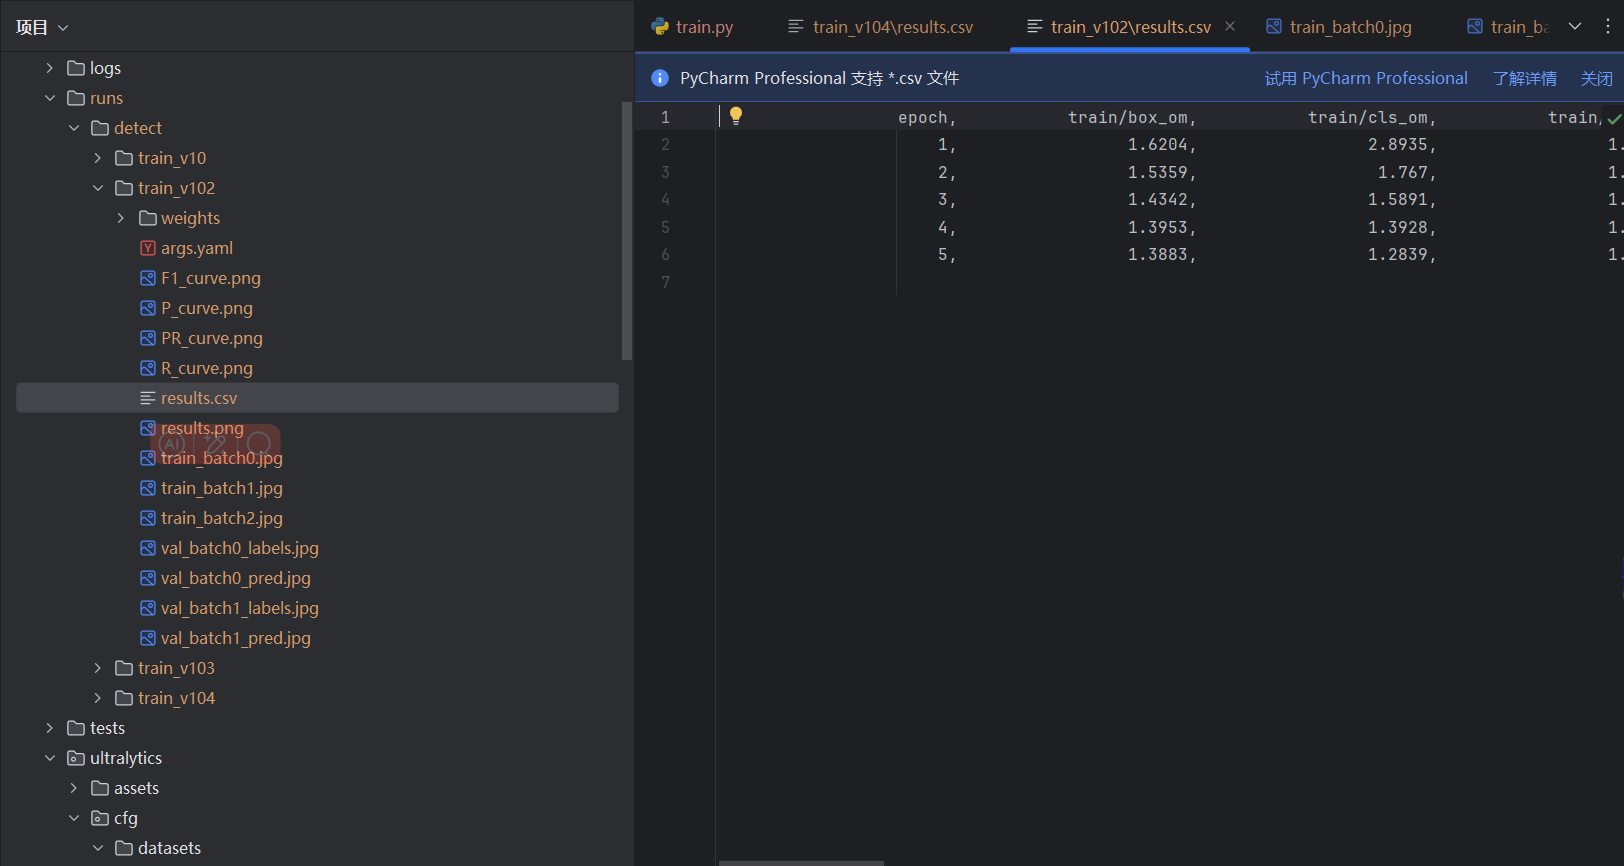 项目
logs
runs
detect
train_v10
train_v102
weights
args.yaml
F1_curve.png
P_curve.png
PR_curve.png
R_curve.png
results.csv
results.png
AI
train_batch0.jpg
train_batch1.jpg
train_batch2.jpg
val_batch0_labels.jpg
val_batch0_pred.jpg
val_batch1_labels.jpg
val_batch1_pred.jpg
train_v103
train_v104
tests
ultralytics
assets
cfg
datasets
train.py train_v104\results.csv train_v102\results.csv train_batch0.jpg train_ba
PyCharm Professional 支持 *.csv 文件 试用 PyCharm Professional 了解详情 关闭
1 epoch, train/box_om, train/cls_om, train/
2 1, 1.6204, 2.8935, 1.
3 2, 1.5359, 1.767, 1.
4 3, 1.4342, 1.5891, 1.
5 4, 1.3953, 1.3928, 1.
6 5, 1.3883, 1.2839, 1.
7